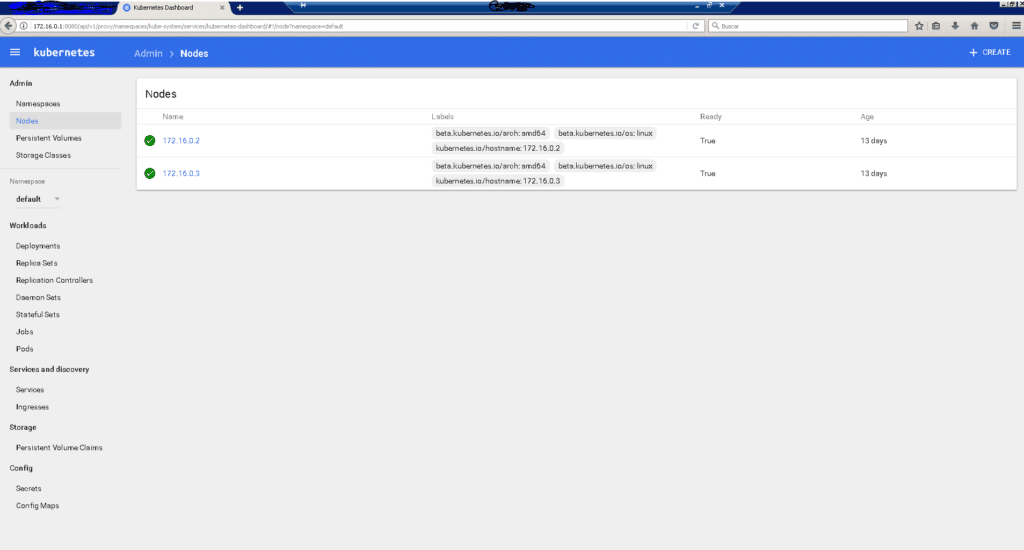 Kubernetes Dashboard
172.16.0.1:8080/api/v1/proxy/namespaces/kube-system/services/kubernetes-dashboard/#!/node?namespace=default
Buscar
kubernetes
Admin > Nodes
+ CREATE
Admin
Namespaces
Nodes
Persistent Volumes
Storage Classes
Namespace
default
Workloads
Deployments
Replica Sets
Replication Controllers
Daemon Sets
Stateful Sets
Jobs
Pods
Services and discovery
Services
Ingresses
Storage
Persistent Volume Claims
Config
Secrets
Config Maps
Nodes
Name Labels Ready Age
172.16.0.2 beta.kubernetes.io/arch: amd64 beta.kubernetes.io/os: linux True 13 days
kubernetes.io/hostname: 172.16.0.2
172.16.0.3 beta.kubernetes.io/arch: amd64 beta.kubernetes.io/os: linux True 13 days
kubernetes.io/hostname: 172.16.0.3